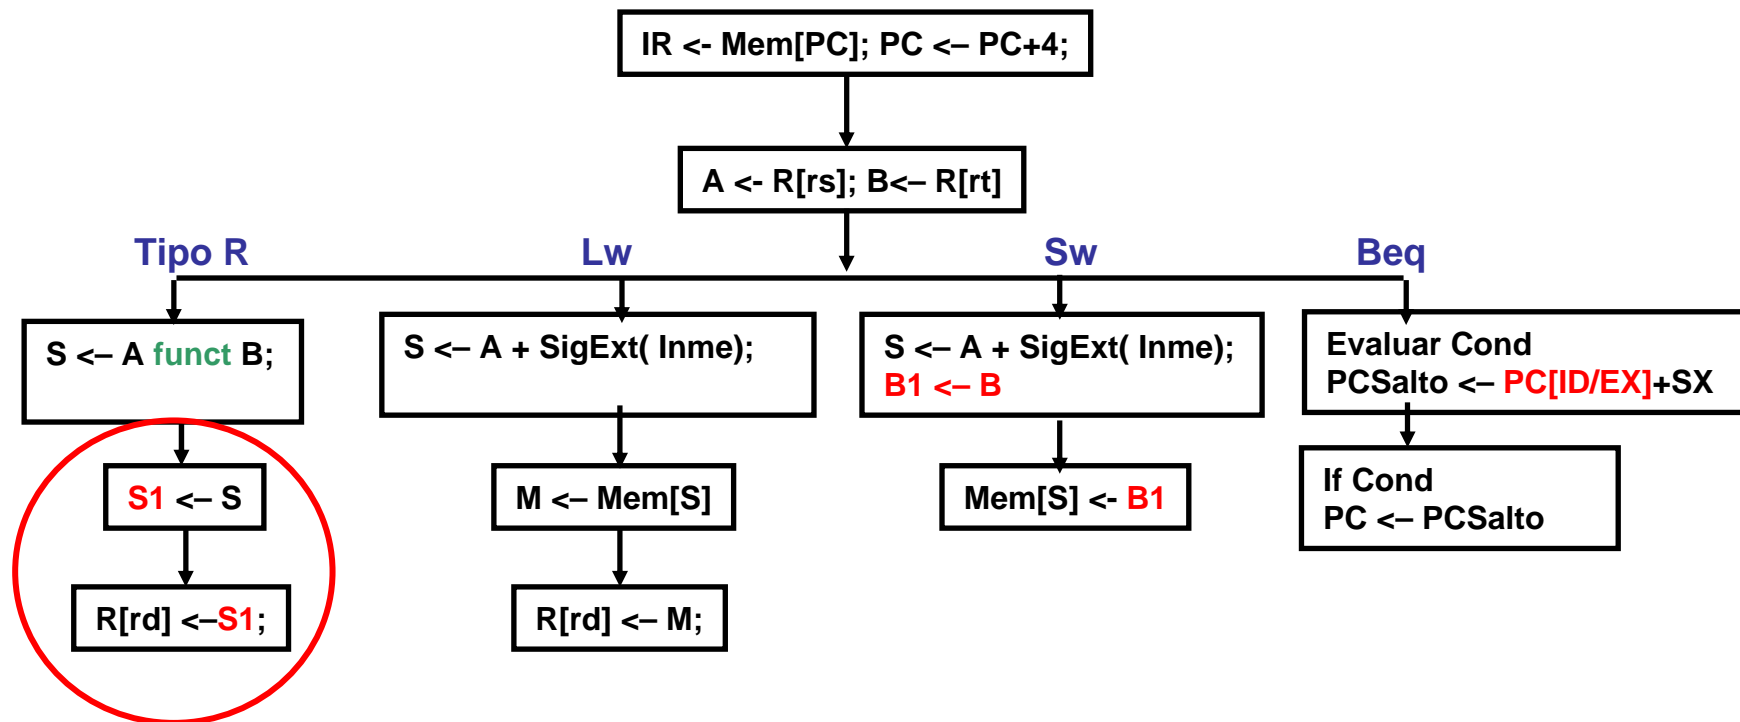 IR <- Mem[PC]; PC <– PC+4;
A <- R[rs]; B<– R[rt]
Tipo R
Lw
Sw
Beq
S <– A funct B;
S <– A + SigExt( Inme);
S <– A + SigExt( Inme);
B1 <– B
Evaluar Cond
PCSalto <– PC[ID/EX]+SX
S1 <– S
M <– Mem[S]
Mem[S] <- B1
If Cond
PC <– PCSalto
R[rd] <–S1;
R[rd] <– M;